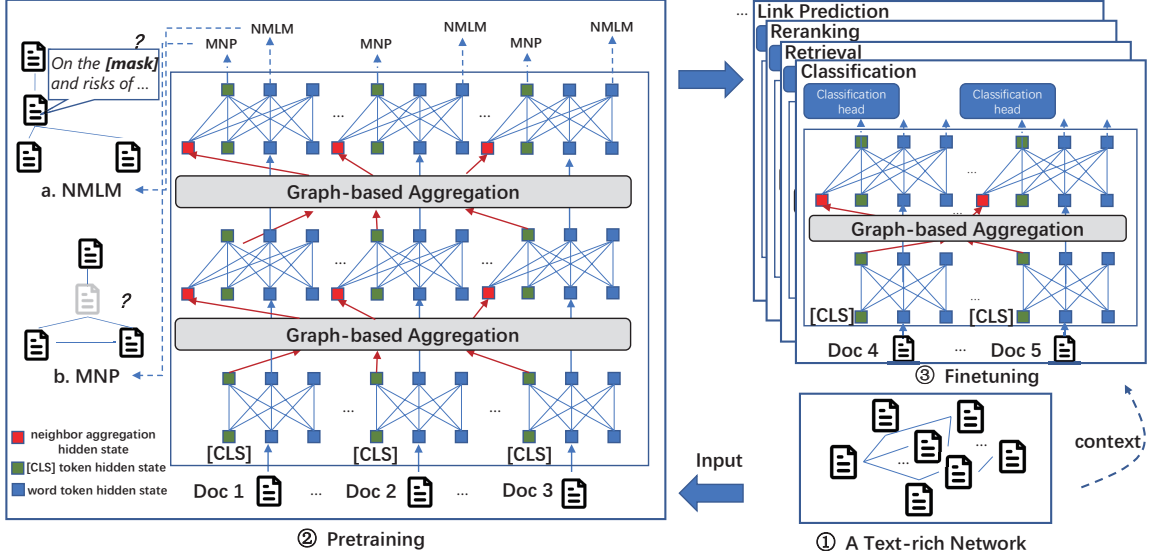 MNP
NMLM
MNP
NMLM
MNP
NMLM
?
On the [mask]
and risks of ...
a. NMLM
?
b. MNP
...
...
Graph-based Aggregation
...
...
Graph-based Aggregation
...
...
[CLS]
[CLS]
[CLS]
neighbor aggregation
hidden state
[CLS] token hidden state
word token hidden state
Doc 1
...
Doc 2
...
Doc 3
② Pretraining
... Link Prediction
Reranking
Retrieval
Classification
Classification
head
Classification
head
...
...
Graph-based Aggregation
...
[CLS]
[CLS]
Doc 4
...
Doc 5
③ Finetuning
Input
context
...
...
① A Text-rich Network